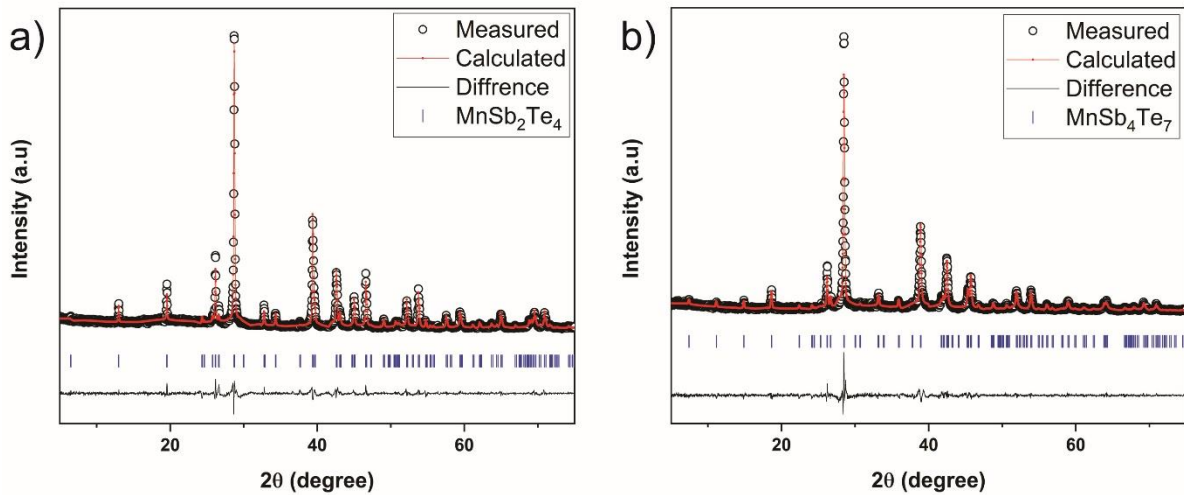 a)
Measured
Calculated
Diffrence
MnSb₂Te₄
Intensity (a.u)
20 40 60
2θ (degree)
b)
Measured
Calculated
Difference
MnSb₄Te₇
Intensity (a.u)
20 40 60
2θ (degree)